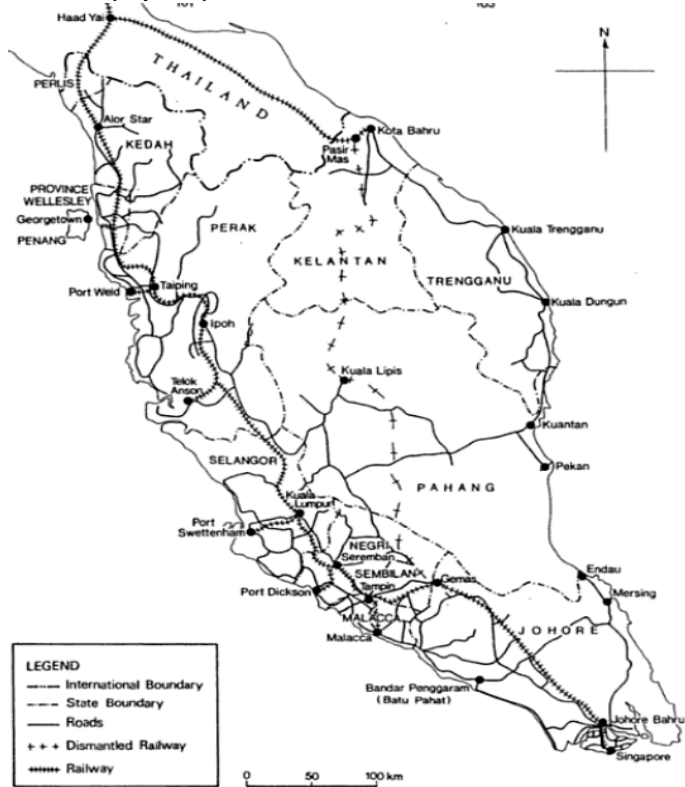 101
103
Haad Yai
N
THAILAND
PERLIS
Alor Star
Kota Bahru
Pasir
Mas
KEDAH
PROVINCE
WELLESLEY
Georgetown
PENANG
PERAK
Kuala Trengganu
KELANTAN
TRENGGANU
Port Weld
Taiping
Kuala Dungun
Ipoh
Kuala Lipis
Telok
Anson
Kuantan
SELANGOR
Pekan
PAHANG
Kuala
Lumpur
Port
Swettenham
NEGRI
Seremban
SEMBILAN
Gemas
Endau
Port Dickson
Tampin
Mersing
MALACC
Malacca
JOHORE
LEGEND
International Boundary
State Boundary
Roads
Dismantled Railway
Railway
Bandar Penggaram
(Batu Pahat)
Johore Bahru
Singapore
0 50 100 km